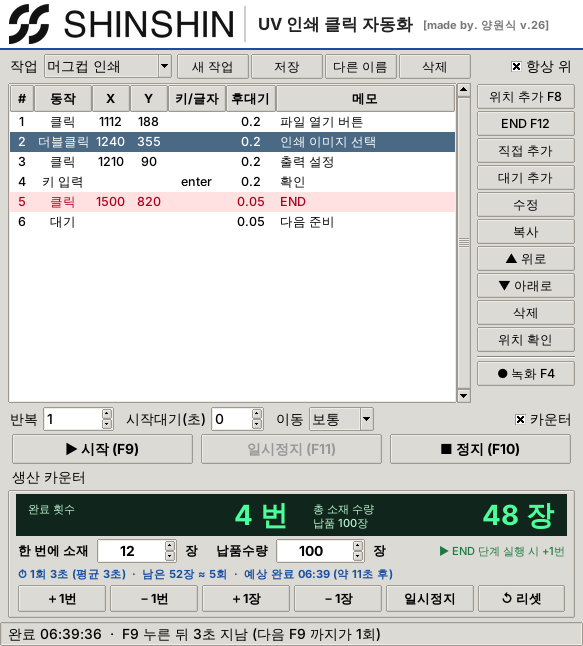 SHINSHIN UV 인쇄 클릭 자동화 [made by. 양원식 v.26]
작업 머그컵 인쇄 새 작업 저장 다른 이름 삭제 항상 위
# 동작 X Y 키/글자 후대기 메모
1 클릭 1112 188 0.2 파일 열기 버튼
2 더블클릭 1240 355 0.2 인쇄 이미지 선택
3 클릭 1210 90 0.2 출력 설정
4 키 입력 enter 0.2 확인
5 클릭 1500 820 0.05 END
6 대기 0.05 다음 준비
위치 추가 F8
END F12
직접 추가
대기 추가
수정
복사
▲ 위로
▼ 아래로
삭제
위치 확인
● 녹화 F4
반복 1 시작대기(초) 0 이동 보통 카운터
▶ 시작 (F9) 일시정지 (F11) ■ 정지 (F10)
생산 카운터
완료 횟수 4 번 총 소재 수량 48 장
납품 100장
한 번에 소재 12 장 납품수량 100 장 ▶ END 단계 실행 시 +1번
⏱ 1회 3초 (평균 3초) · 남은 52장 ≈ 5회 · 예상 완료 06:39 (약 11초 후)
+1번 −1번 +1장 −1장 일시정지 ↺ 리셋
완료 06:39:36 · F9 누른 뒤 3초 지남 (다음 F9 까지가 1회)